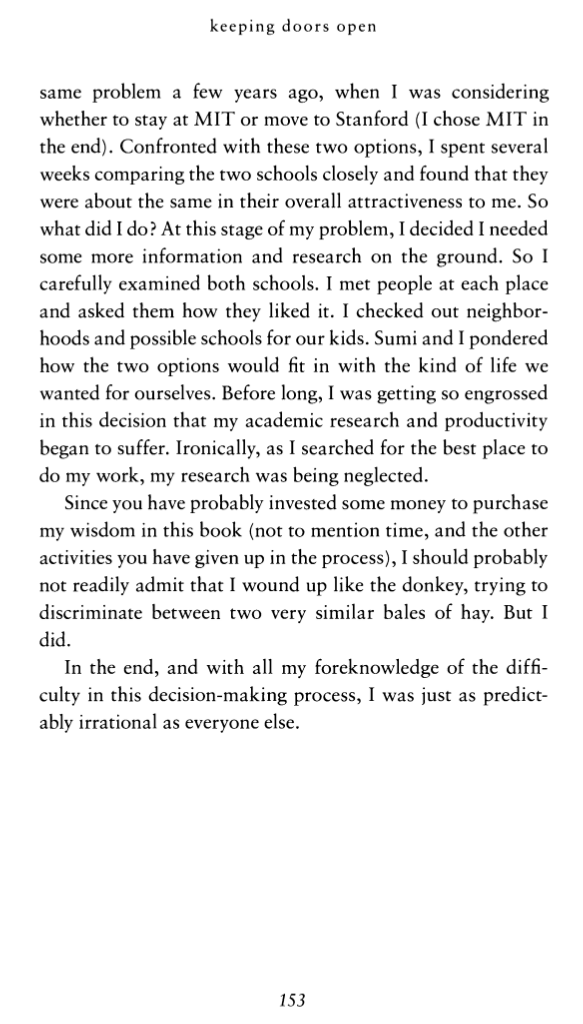 keeping doors open
same problem a few years ago, when I was considering
whether to stay at MIT or move to Stanford (I chose MIT in
the end). Confronted with these two options, I spent several
weeks comparing the two schools closely and found that they
were about the same in their overall attractiveness to me. So
what did I do? At this stage of my problem, I decided I needed
some more information and research on the ground. So I
carefully examined both schools. I met people at each place
and asked them how they liked it. I checked out neighbor-
hoods and possible schools for our kids. Sumi and I pondered
how the two options would fit in with the kind of life we
wanted for ourselves. Before long, I was getting so engrossed
in this decision that my academic research and productivity
began to suffer. Ironically, as I searched for the best place to
do my work, my research was being neglected.
Since you have probably invested some money to purchase
my wisdom in this book (not to mention time, and the other
activities you have given up in the process), I should probably
not readily admit that I wound up like the donkey, trying to
discriminate between two very similar bales of hay. But I
did.
In the end, and with all my foreknowledge of the diffi-
culty in this decision-making process, I was just as predict-
ably irrational as everyone else.
153